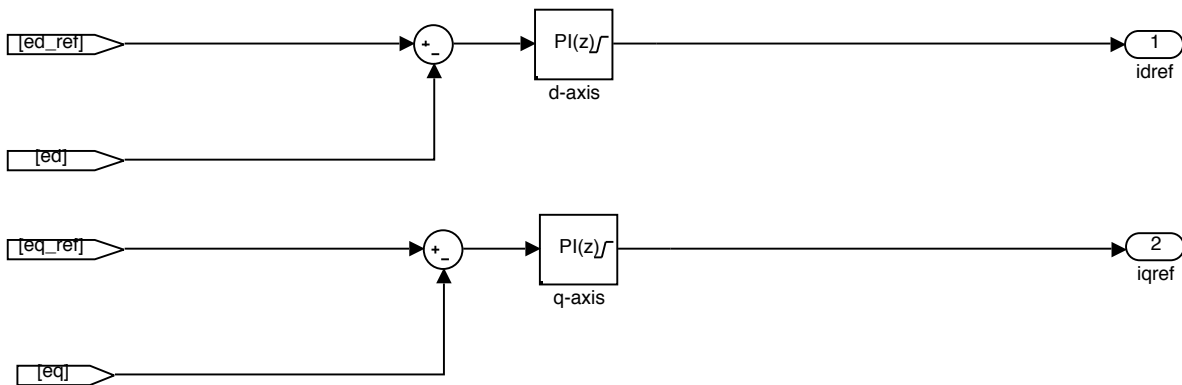 [ed_ref]
+
−
PI(z)
1
idref
d-axis
[ed]
[eq_ref]
+
−
PI(z)
2
iqref
q-axis
[eq]